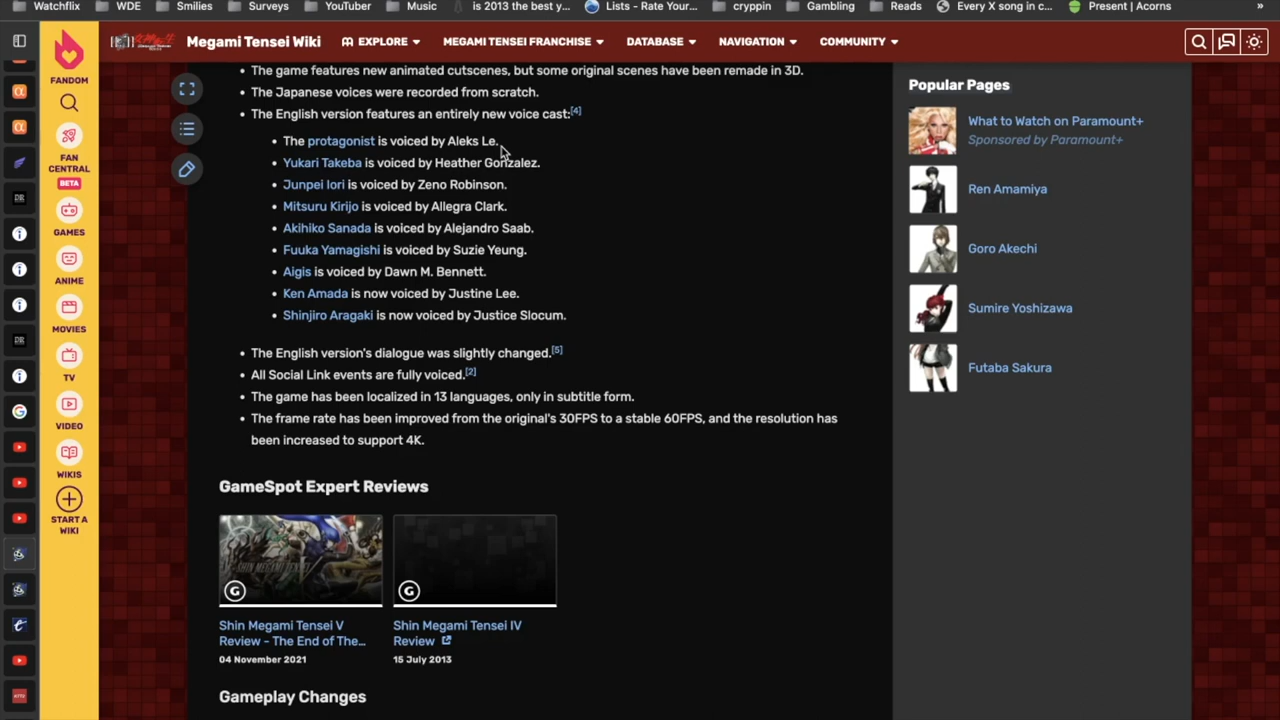 Watchflix
WDE
Smilies
Surveys
YouTuber
Music
is 2013 the best y...
Lists - Rate Your...
cryppin
Gambling
Reads
Every X song in c...
Present | Acorns
»
Megami Tensei Wiki
EXPLORE
MEGAMI TENSEI FRANCHISE
DATABASE
NAVIGATION
COMMUNITY
FANDOM
FAN CENTRAL
BETA
GAMES
ANIME
MOVIES
TV
VIDEO
WIKIS
START A WIKI
DR
DR
The game features new animated cutscenes, but some original scenes have been remade in 3D.
The Japanese voices were recorded from scratch.
The English version features an entirely new voice cast:[4]
The protagonist is voiced by Aleks Le.
Yukari Takeba is voiced by Heather Gonzalez.
Junpei Iori is voiced by Zeno Robinson.
Mitsuru Kirijo is voiced by Allegra Clark.
Akihiko Sanada is voiced by Alejandro Saab.
Fuuka Yamagishi is voiced by Suzie Yeung.
Aigis is voiced by Dawn M. Bennett.
Ken Amada is now voiced by Justine Lee.
Shinjiro Aragaki is now voiced by Justice Slocum.
The English version's dialogue was slightly changed.[5]
All Social Link events are fully voiced.[2]
The game has been localized in 13 languages, only in subtitle form.
The frame rate has been improved from the original's 30FPS to a stable 60FPS, and the resolution has
been increased to support 4K.
GameSpot Expert Reviews
Shin Megami Tensei V
Review - The End of The...
04 November 2021
Shin Megami Tensei IV
Review
15 July 2013
Gameplay Changes
Popular Pages
What to Watch on Paramount+
Sponsored by Paramount+
Ren Amamiya
Goro Akechi
Sumire Yoshizawa
Futaba Sakura